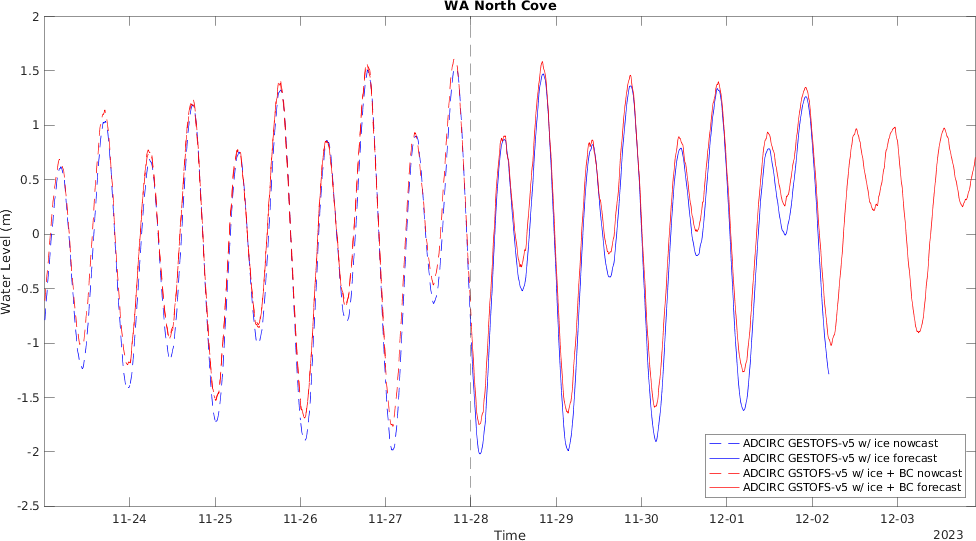 WA North Cove
2
1.5
1
0.5
0
-0.5
-1
-1.5
-2
-2.5
Water Level (m)
11-24 11-25 11-26 11-27 11-28 11-29 11-30 12-01 12-02 12-03
Time
2023
ADCIRC GESTOFS-v5 w/ ice nowcast
ADCIRC GESTOFS-v5 w/ ice forecast
ADCIRC GSTOFS-v5 w/ ice + BC nowcast
ADCIRC GSTOFS-v5 w/ ice + BC forecast